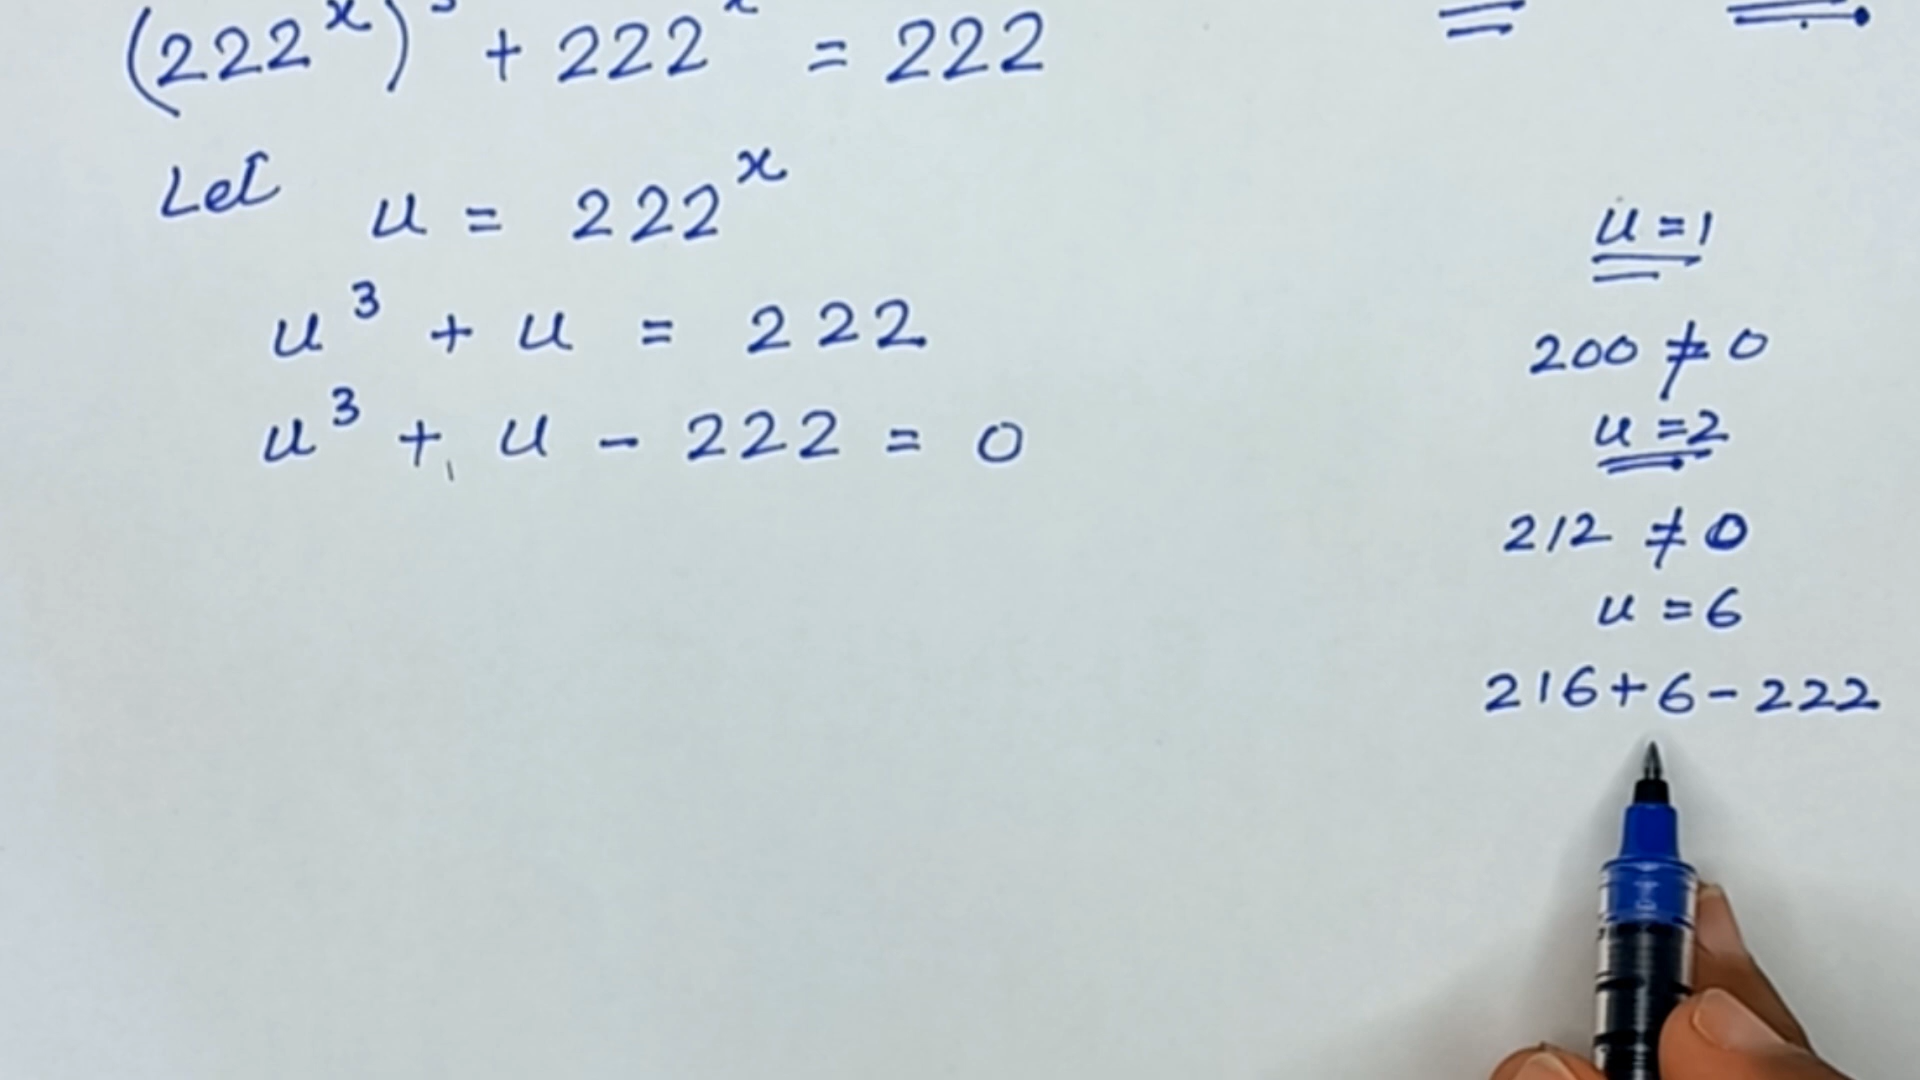 (222^x)^3 + 222^x = 222
Let u = 222^x
u^3 + u = 222
u^3 + u - 222 = 0
u = 1
200 ≠ 0
u = 2
212 ≠ 0
u = 6
216 + 6 - 222